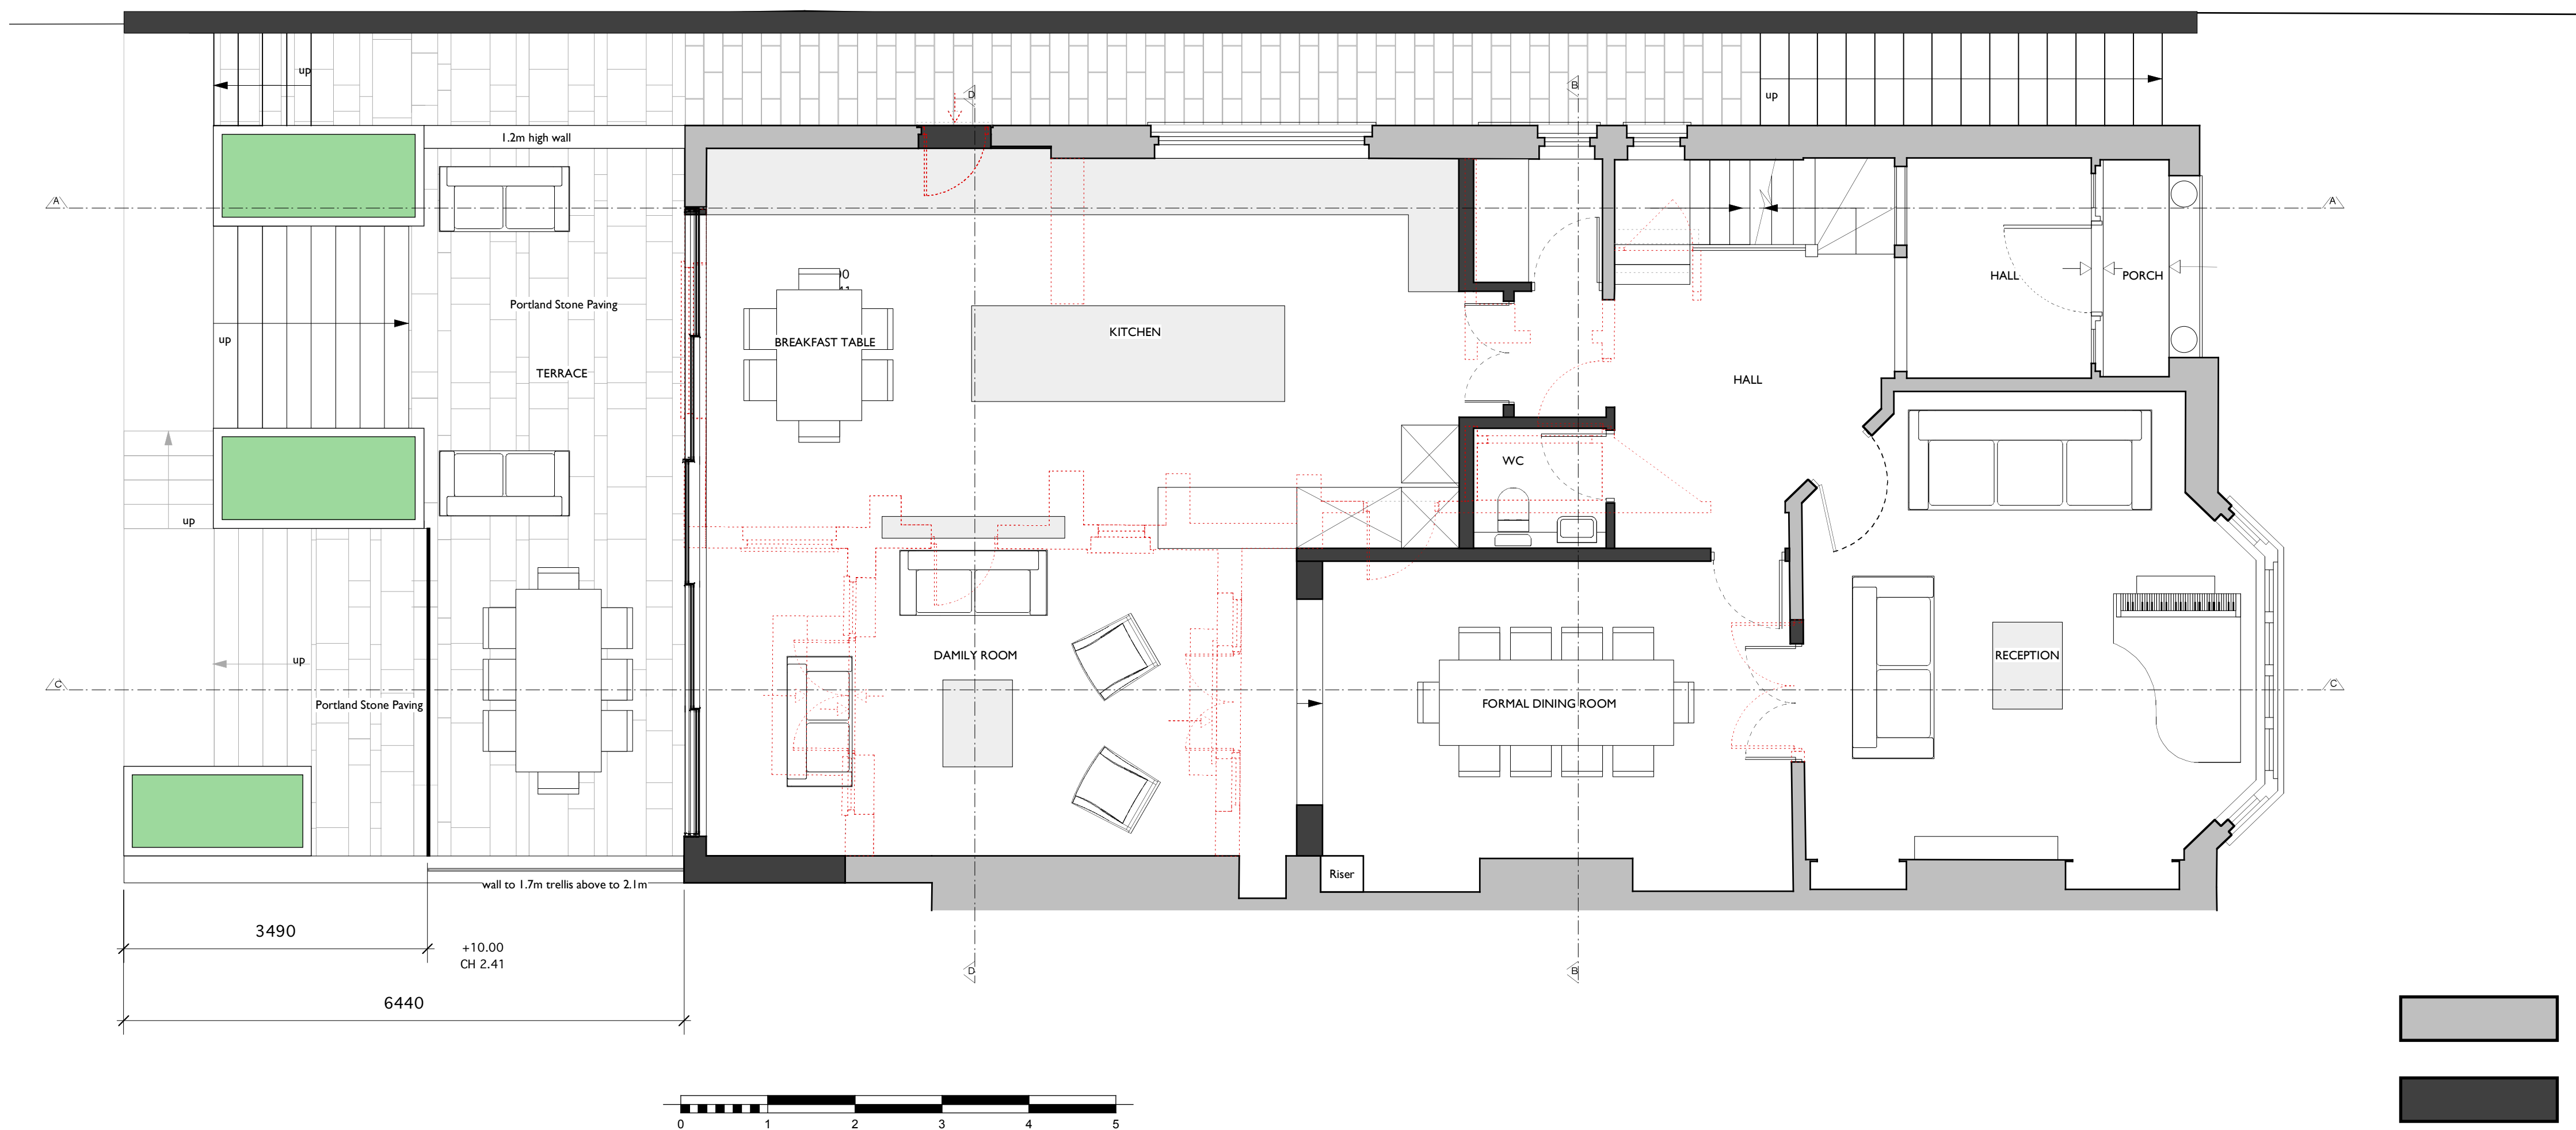 up
up
D
B
1.2m high wall
A
A
00
41
HALL
PORCH
Portland Stone Paving
KITCHEN
up
BREAKFAST TABLE
TERRACE
HALL
WC
up
DAMILY ROOM
RECEPTION
up
C
C
Portland Stone Paving
FORMAL DINING ROOM
Riser
wall to 1.7m trellis above to 2.1m
3490
+10.00
CH 2.41
D
B
6440
0 1 2 3 4 5